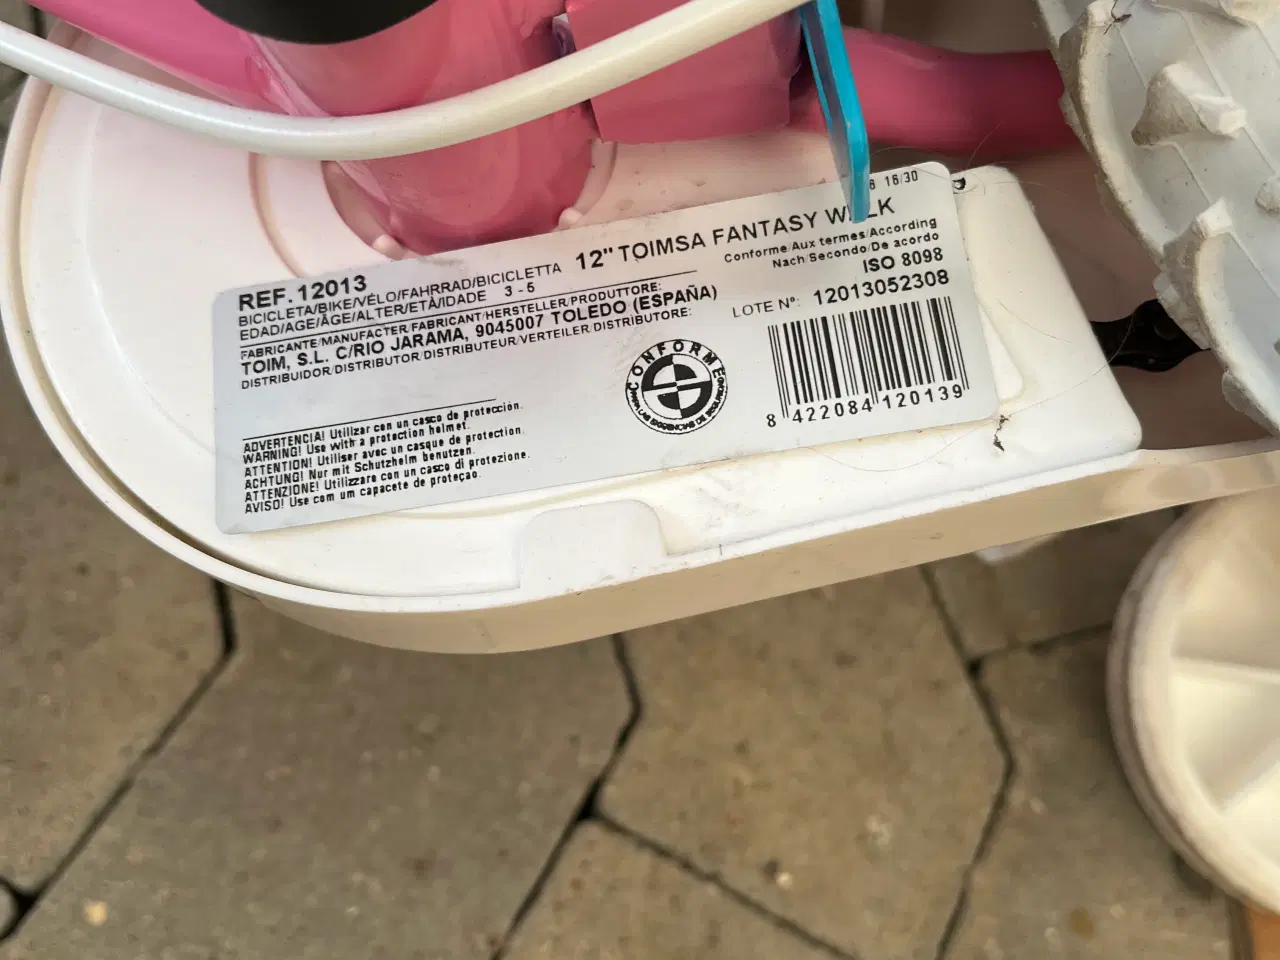 16/30
REF. 12013
BICICLETA/BIKE/VÉLO/FAHRRAD/BICICLETTA 12" TOIMSA FANTASY
EDAD/AGE/ÂGE/ALTER/ETÀ/IDADE 3 - 5
Conforme/Aux termes/According
Nach/Secondo/De acordo
ISO 8098
FABRICANTE/MANUFACTER/FABRICANT/HERSTELLER/PRODUTTORE:
TOIM, S.L. C/RIO JARAMA, 9045007 TOLEDO (ESPAÑA)
DISTRIBUIDOR/DISTRIBUTOR/DISTRIBUTEUR/VERTEILER/DISTRIBUTORE:
LOTE Nº: 12013052308
CONFORME
8 422084 120139
ADVERTENCIA! Utilizar con un casco de protección.
WARNING! Use with a protection helmet.
ATTENTION! Utiliser avec un casque de protection.
ACHTUNG! Nur mit Schutzhelm benutzen.
ATTENZIONE! Utilizzare con un casco di protezione.
AVISO! Use com um capacete de proteçao.